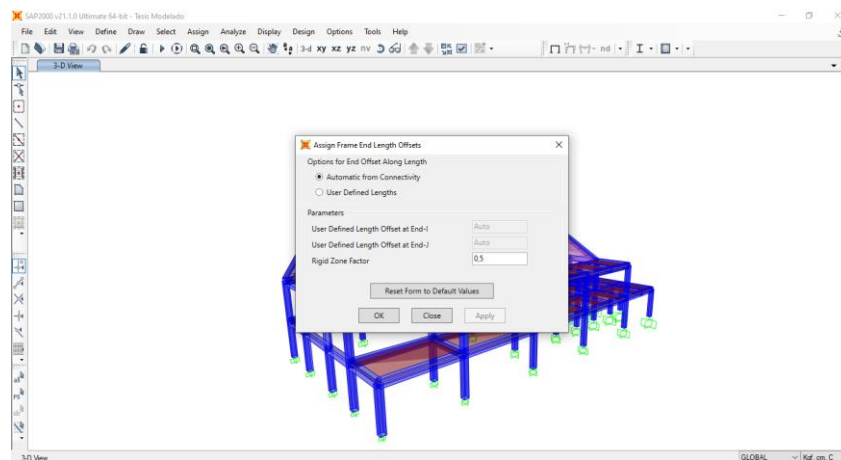 SAP2000 v21.1.0 Ultimate 64-bit - Tesis Modelado
File Edit View Define Draw Select Assign Analyze Display Design Options Tools Help
3-d xy xz yz nv
nd
3-D View
Assign Frame End Length Offsets
Options for End Offset Along Length
Automatic from Connectivity
User Defined Lengths
Parameters
User Defined Length Offset at End-I Auto
User Defined Length Offset at End-J Auto
Rigid Zone Factor 0,5
Reset Form to Default Values
OK Close Apply
3-D View GLOBAL Kgf, cm, C